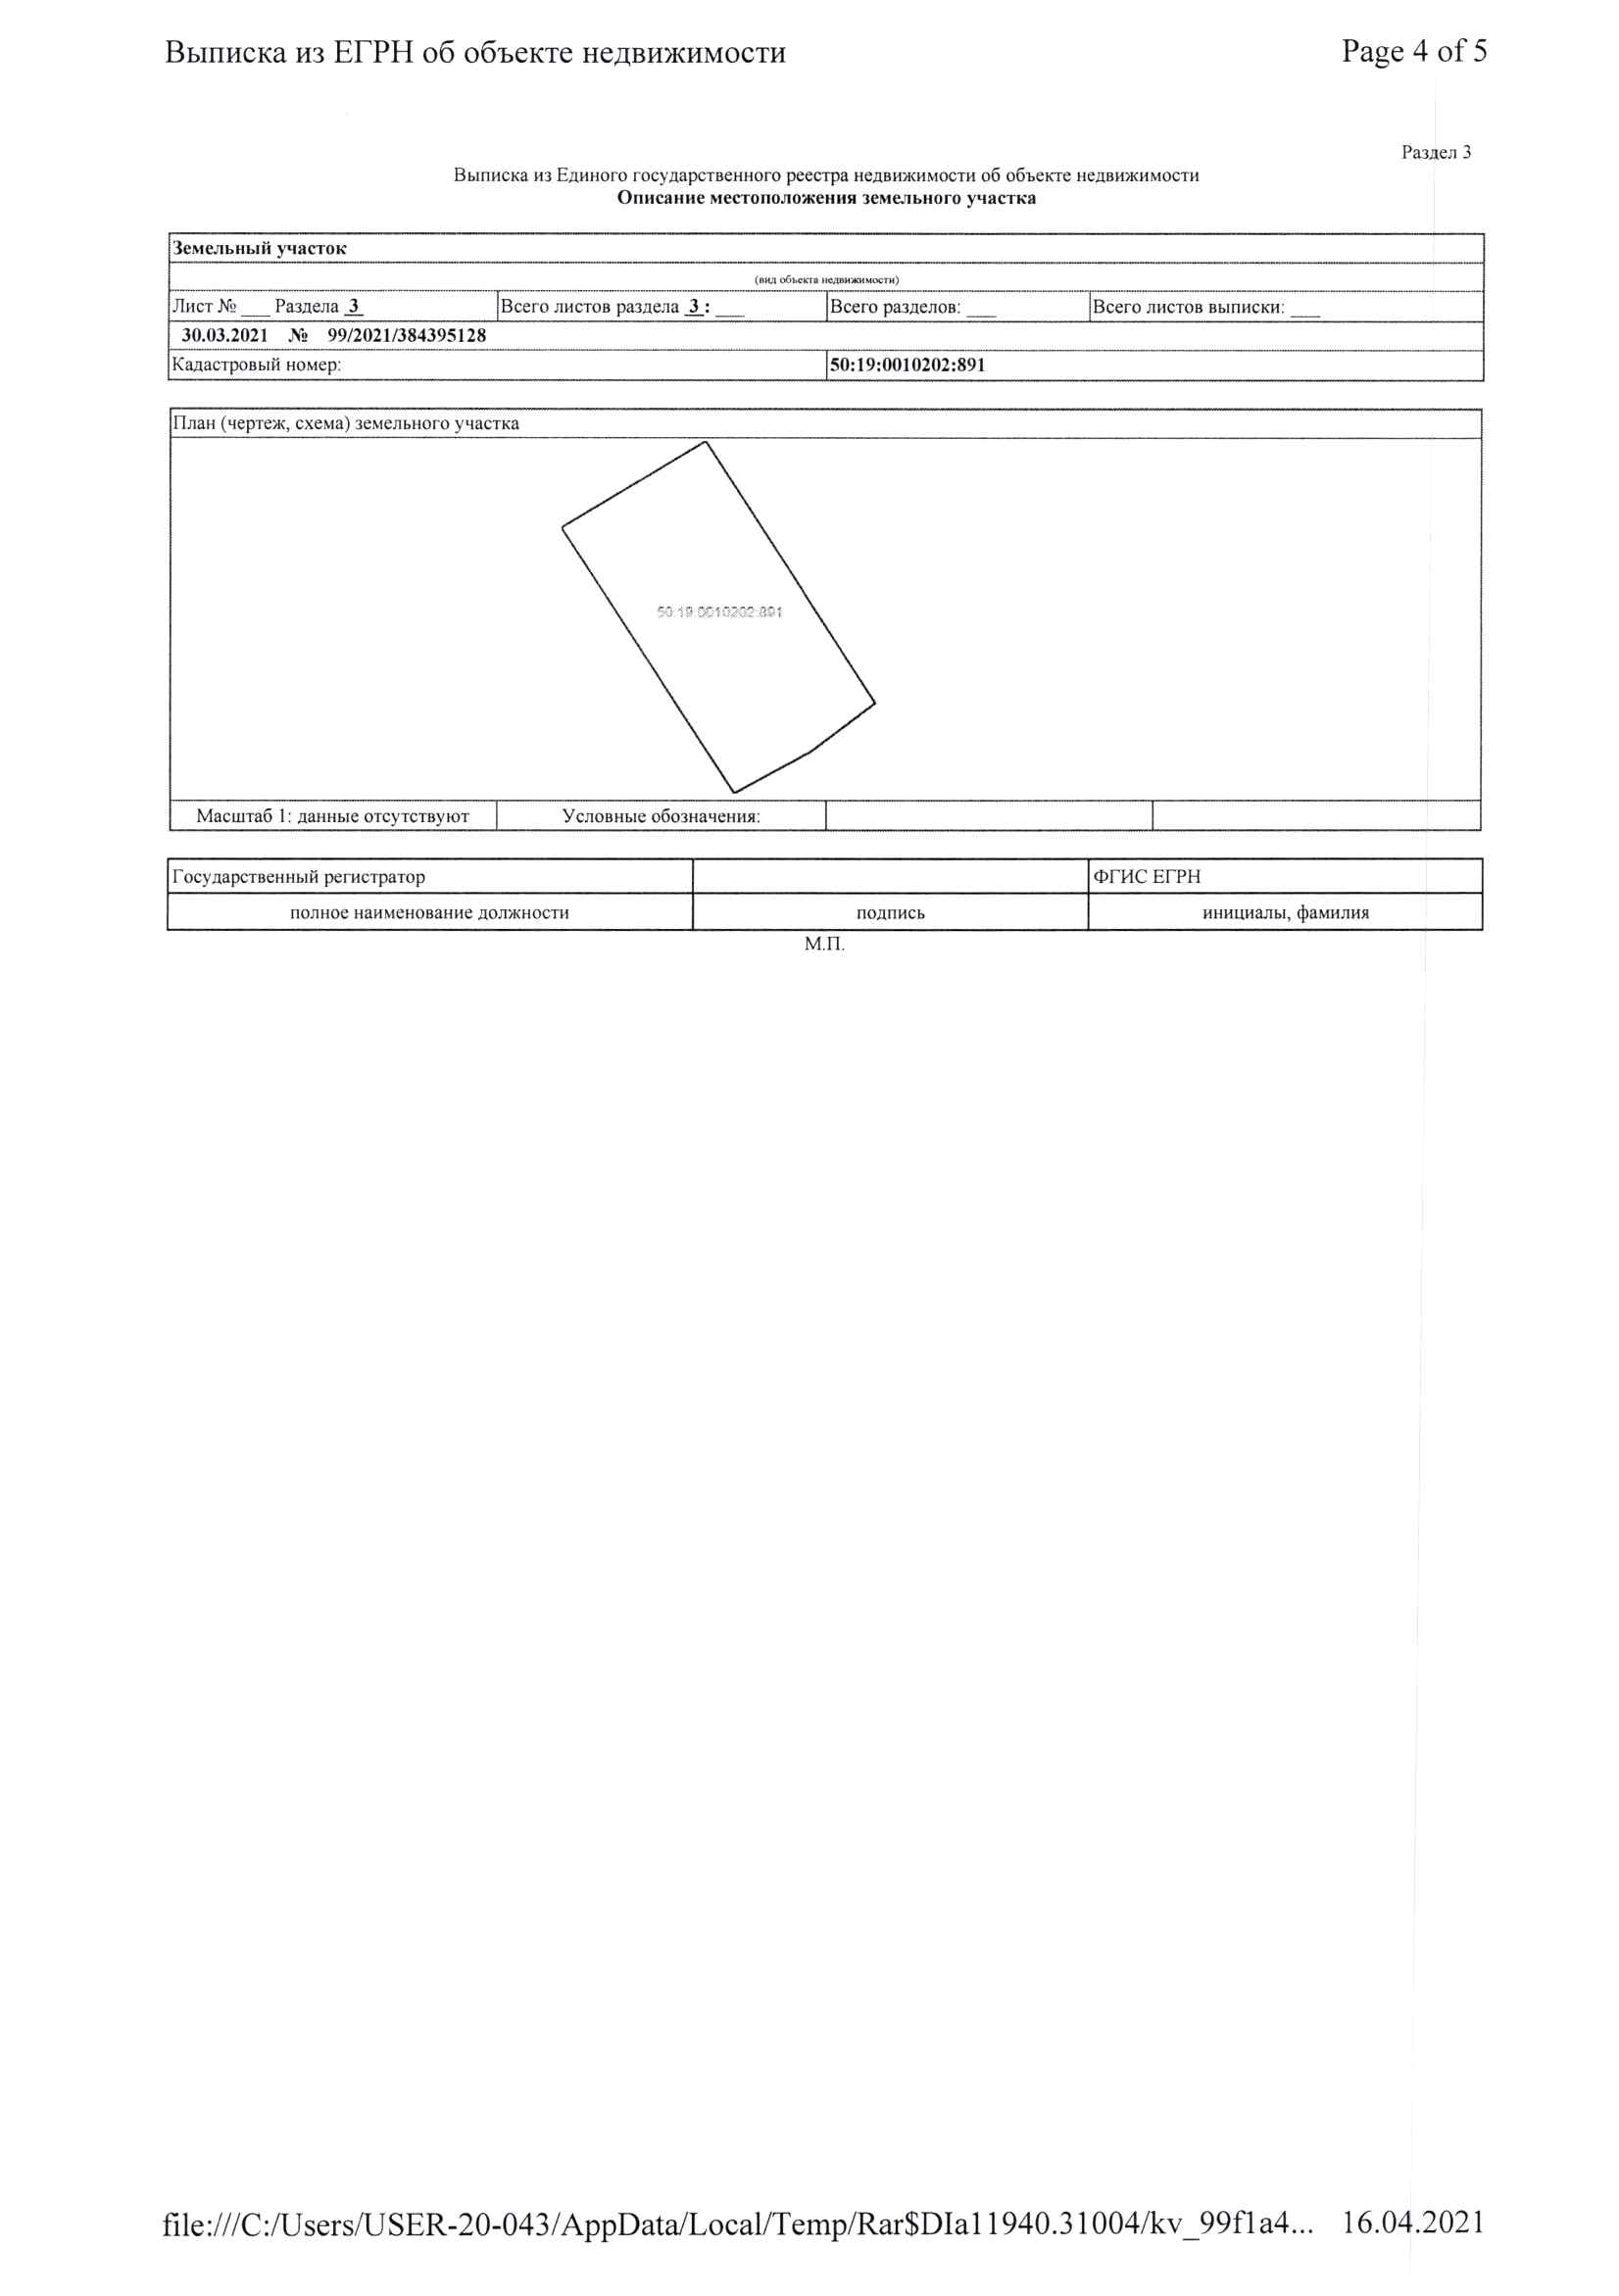 Выписка из ЕГРН об объекте недвижимости Page 4 of 5
Раздел 3
Выписка из Единого государственного реестра недвижимости об объекте недвижимости
Описание местоположения земельного участка
Земельный участок
(вид объекта недвижимости)
Лист № ___ Раздела 3 Всего листов раздела 3 : ___ Всего разделов: ___ Всего листов выписки: ___
30.03.2021 № 99/2021/384395128
Кадастровый номер: 50:19:0010202:891
План (чертеж, схема) земельного участка
50:19:0010202:891
Масштаб 1: данные отсутствуют Условные обозначения:
Государственный регистратор ФГИС ЕГРН
полное наименование должности подпись инициалы, фамилия
М.П.
file:///C:/Users/USER-20-043/AppData/Local/Temp/Rar$DIa11940.31004/kv_99f1a4... 16.04.2021